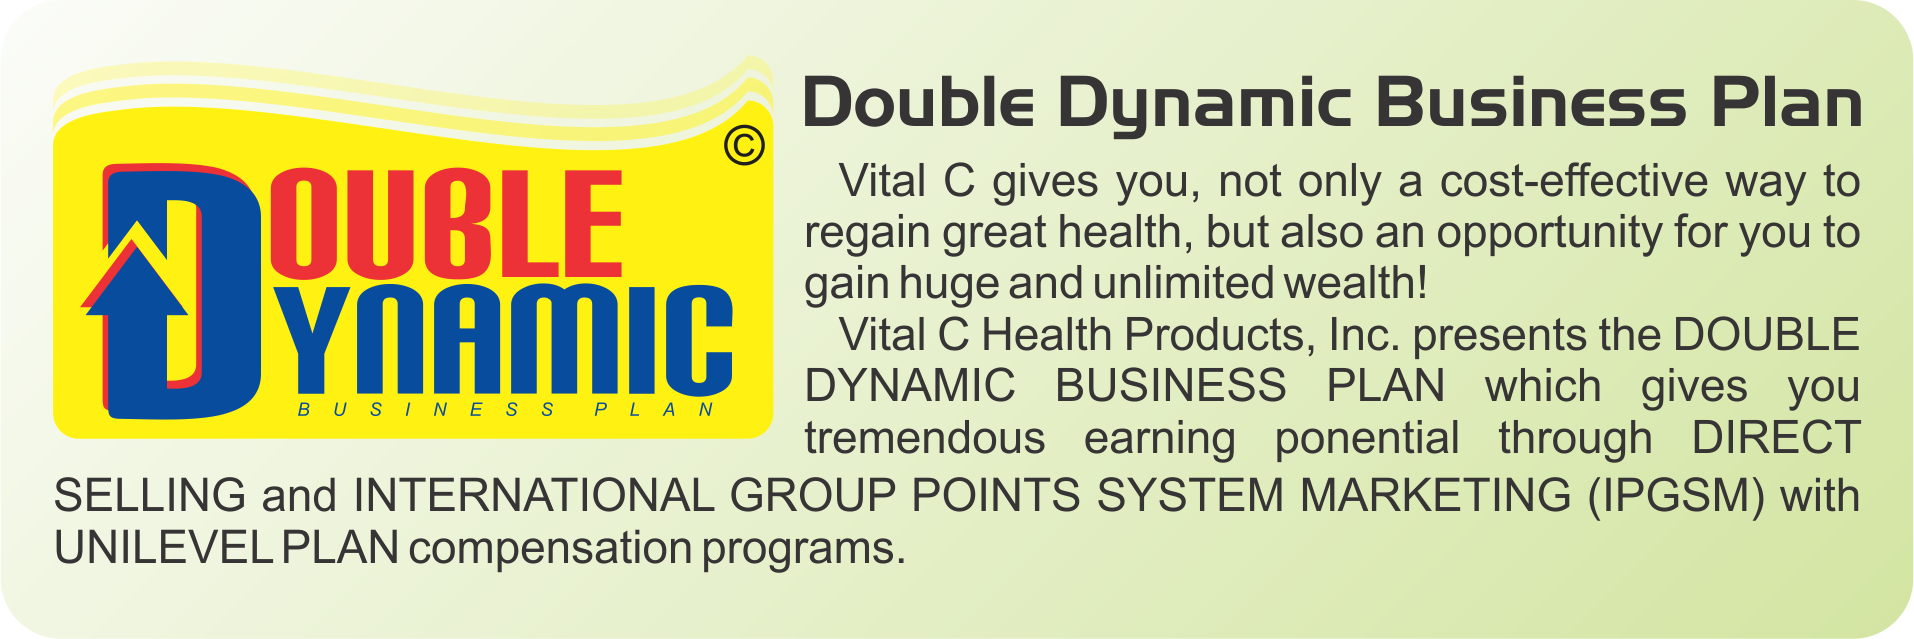 ©
DOUBLE
DYNAMIC
BUSINESS PLAN
Double Dynamic Business Plan
Vital C gives you, not only a cost-effective way to
regain great health, but also an opportunity for you to
gain huge and unlimited wealth!
Vital C Health Products, Inc. presents the DOUBLE
DYNAMIC BUSINESS PLAN which gives you
tremendous earning ponential through DIRECT
SELLING and INTERNATIONAL GROUP POINTS SYSTEM MARKETING (IPGSM) with
UNILEVEL PLAN compensation programs.